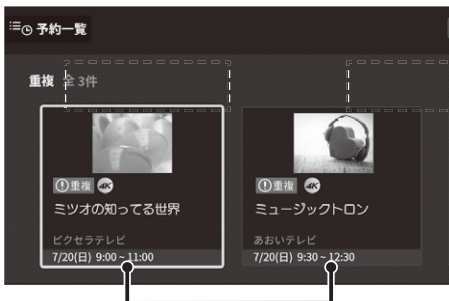 予約一覧
重複 全 3件
重複 4K
ミツオの知ってる世界
ピクセラテレビ
7/20(日) 9:00 ~ 11:00
重複 4K
ミュージックトロン
あおいテレビ
7/20(日) 9:30 ~ 12:30